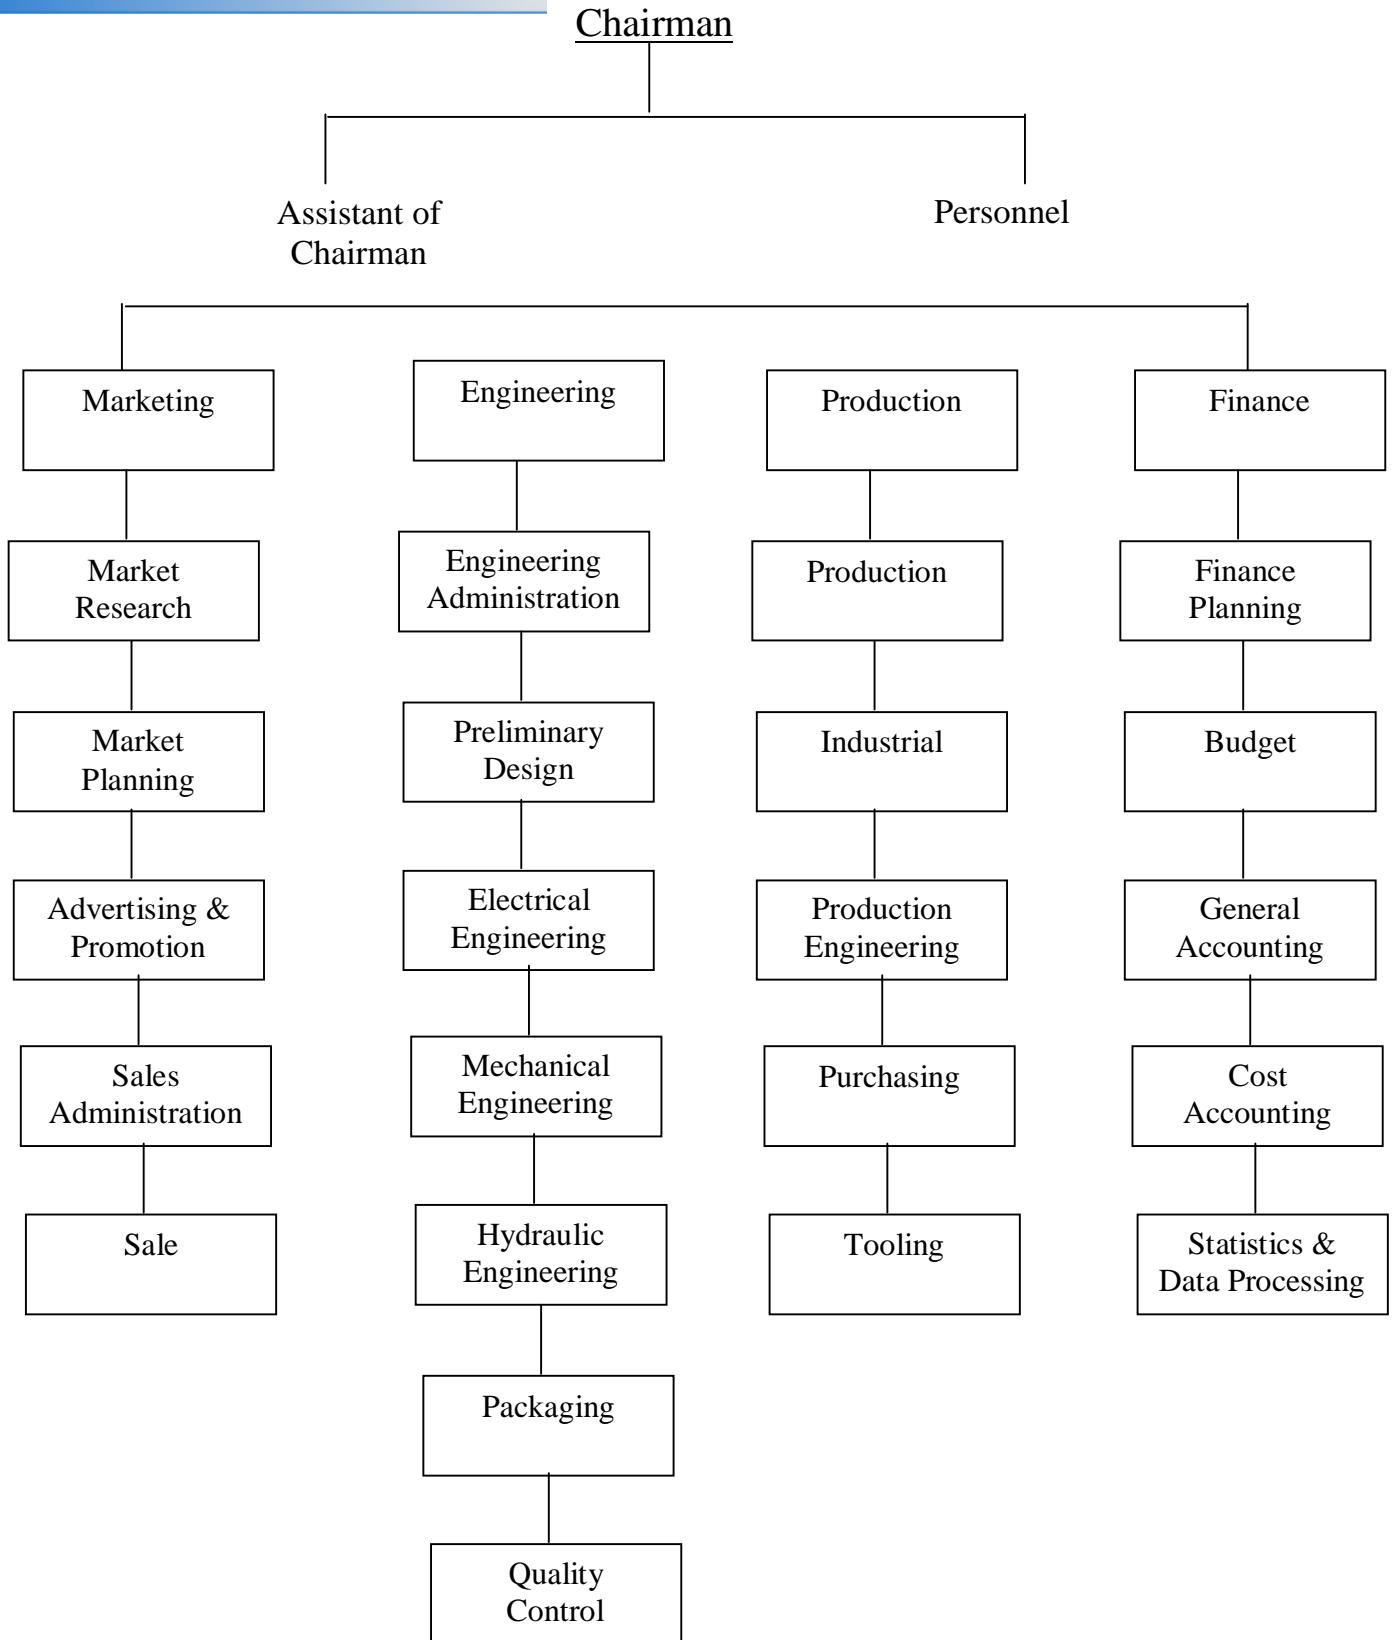 Chairman
Assistant of
Chairman
Personnel
Marketing
Engineering
Production
Finance
Market
Research
Engineering
Administration
Production
Finance
Planning
Market
Planning
Preliminary
Design
Industrial
Budget
Advertising &
Promotion
Electrical
Engineering
Production
Engineering
General
Accounting
Sales
Administration
Mechanical
Engineering
Purchasing
Cost
Accounting
Sale
Hydraulic
Engineering
Tooling
Statistics &
Data Processing
Packaging
Quality
Control